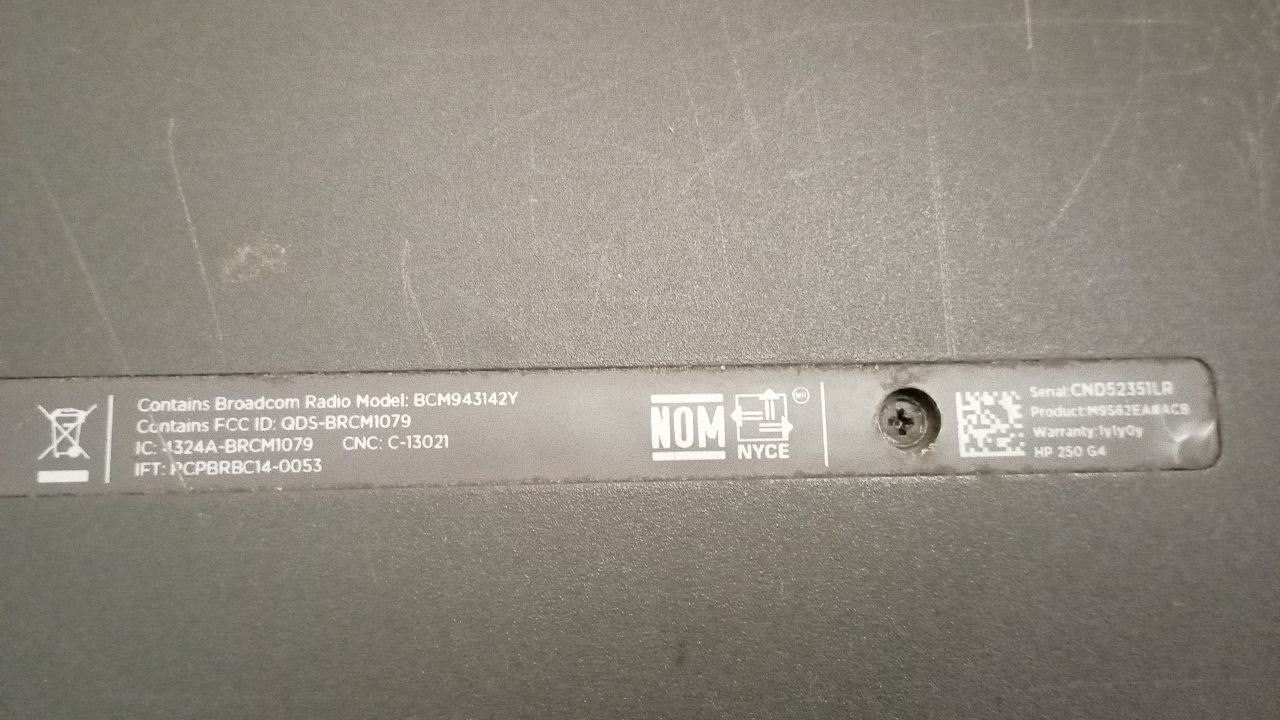 Contains Broadcom Radio Model: BCM943142Y
Contains FCC ID: QDS-BRCM1079
IC: 4324A-BRCM1079 CNC: C-13021
IFT: RCPBRBC14-0053
NOM
NYCE
MR
Serial:CND52351LR
Product:M9S62EA#ACB
Warranty:1y1y0y
HP 250 G4